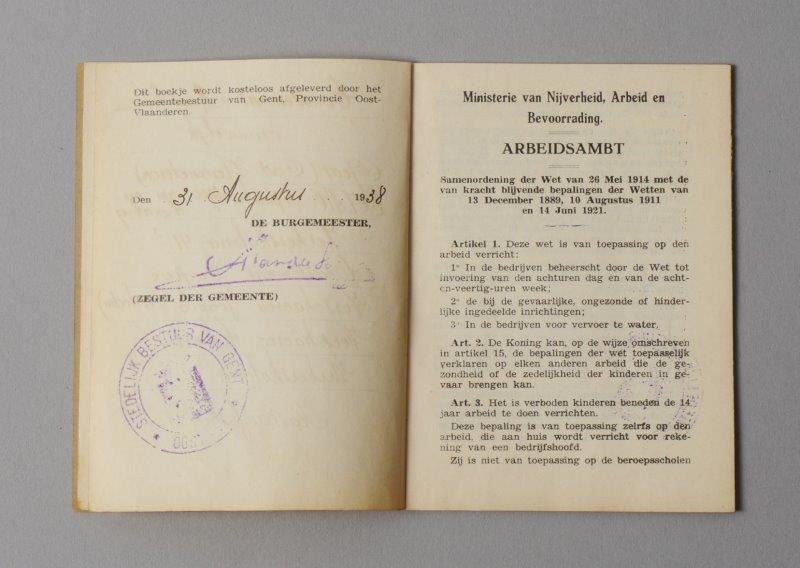 Dit boekje wordt kosteloos afgeleverd door het
Gemeentebestuur van Gent, Provincie Oost-
Vlaanderen.
Den 31 Augustus . . 1938
DE BURGEMEESTER,
(ZEGEL DER GEMEENTE)
* STEDELIJK BESTUUR VAN GENT *
Ministerie van Nijverheid, Arbeid en
Bevoorrading.
ARBEIDSAMBT
Samenordening der Wet van 26 Mei 1914 met de
van kracht blijvende bepalingen der Wetten van
13 December 1889, 10 Augustus 1911
en 14 Juni 1921.
Artikel 1. Deze wet is van toepassing op den
arbeid verricht:
1° In de bedrijven beheerscht door de Wet tot
invoering van den achturen dag en van de acht-
en-veertig-uren week;
2° de bij de gevaarlijke, ongezonde of hinder-
lijke ingedeelde inrichtingen;
3° In de bedrijven voor vervoer te water.
Art. 2. De Koning kan, op de wijze omschreven
in artikel 15, de bepalingen der wet toepasselijk
verklaren op elken anderen arbeid die de ge-
zondheid of de zedelijkheid der kinderen in ge-
vaar brengen kan.
Art. 3. Het is verboden kinderen beneden de 14
jaar arbeid te doen verrichten.
Deze bepaling is van toepassing zelfs op den
arbeid, die aan huis wordt verricht voor reke-
ning van een bedrijfshoofd.
Zij is niet van toepassing op de beroepsscholen